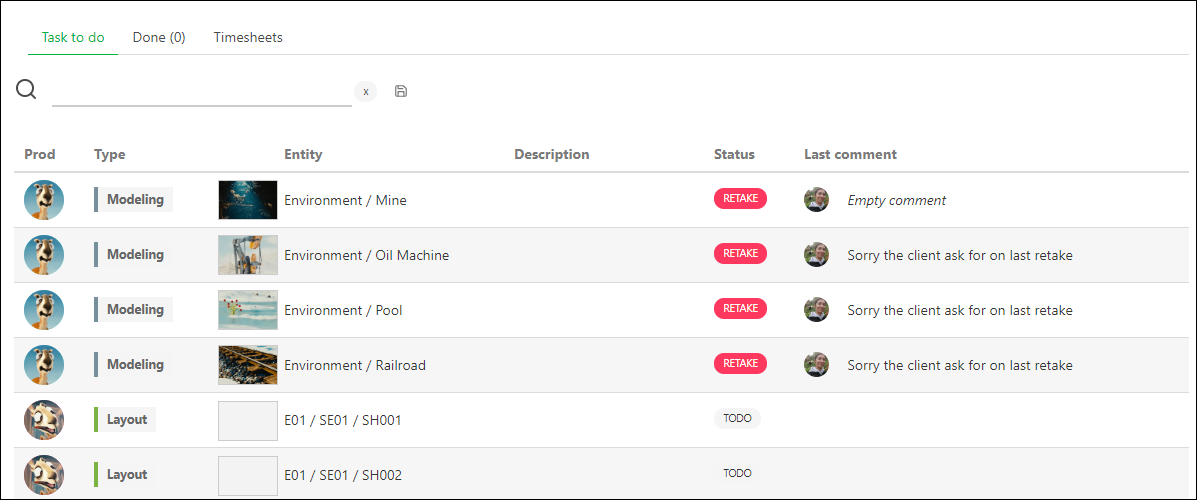 Task to do Done (0) Timesheets
x
Prod Type Entity Description Status Last comment
Modeling Environment / Mine RETAKE Empty comment
Modeling Environment / Oil Machine RETAKE Sorry the client ask for on last retake
Modeling Environment / Pool RETAKE Sorry the client ask for on last retake
Modeling Environment / Railroad RETAKE Sorry the client ask for on last retake
Layout E01 / SE01 / SH001 TODO
Layout E01 / SE01 / SH002 TODO